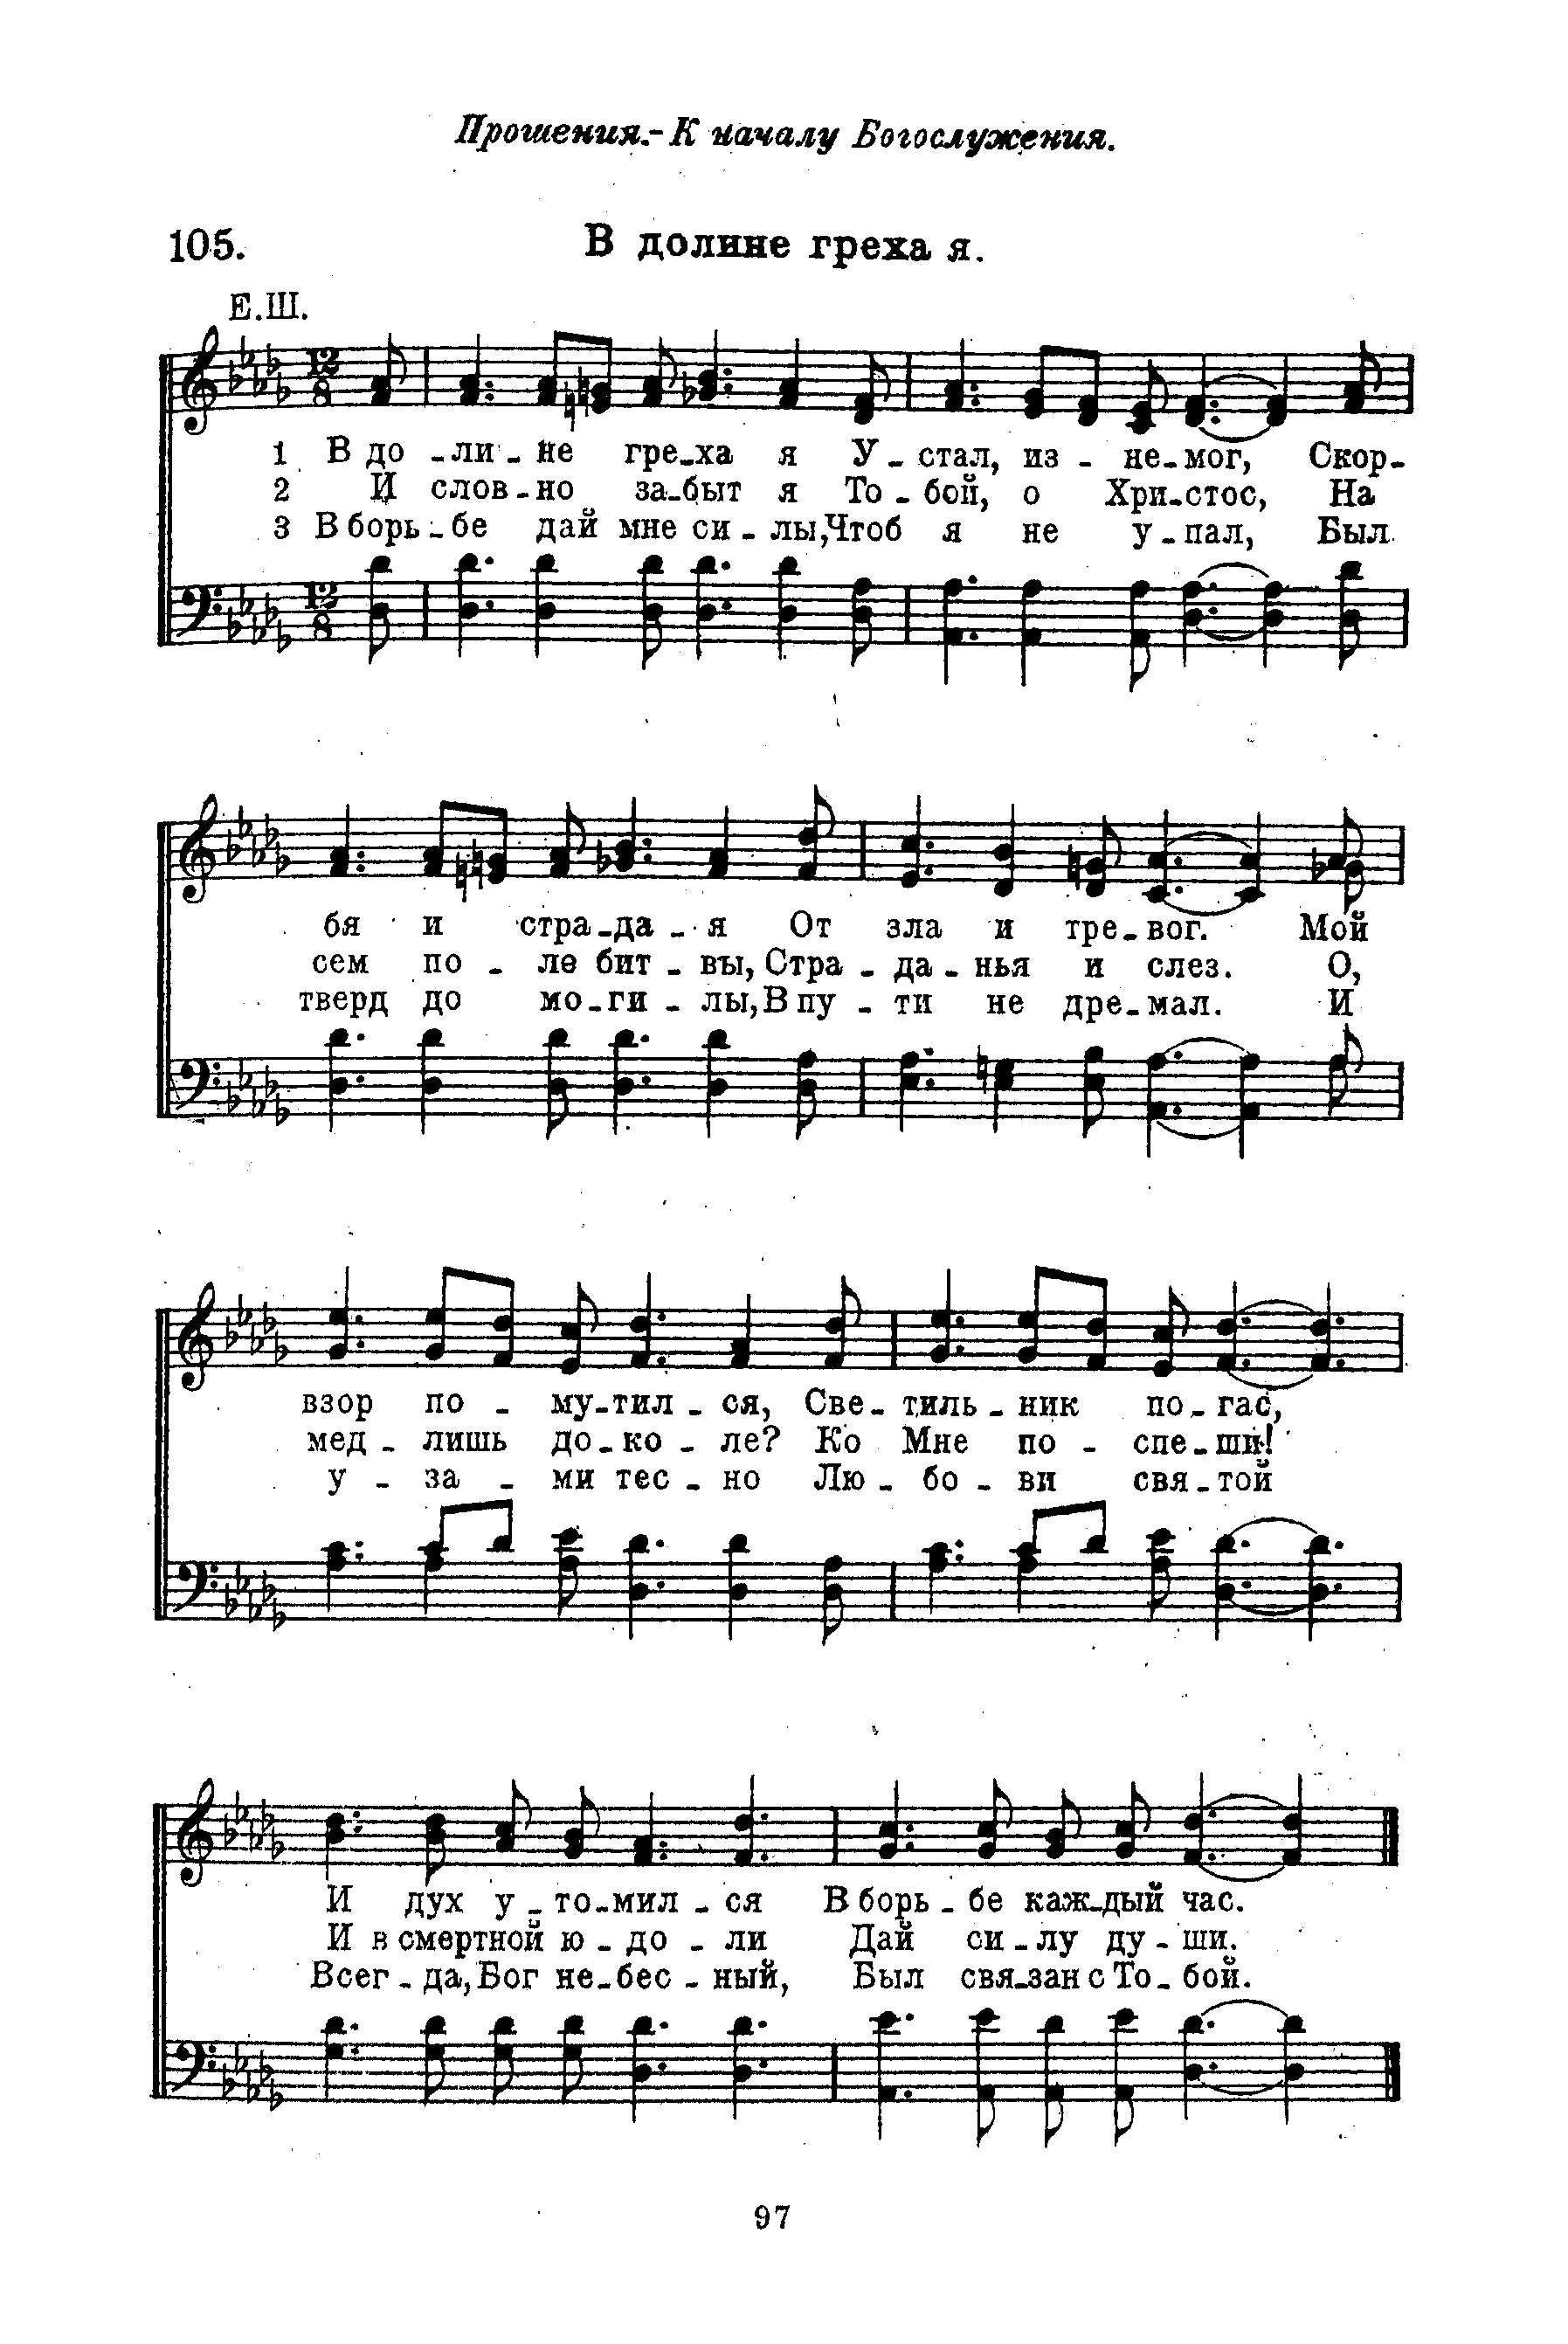 Прошения.-К началу Богослужения.
105. В долине греха я.
Е.Ш.
12
8
1 В до-ли-не гре-ха я У-стал, из-не-мог, Скор-
2 И слов-но за-быт я То-бой, о Хри-стос, На
3 В борь-бе дай мне си-лы, Чтоб я не у-пал, Был
12
8
бя и стра-да-я От зла и тре-вог. Мой
сем по-ле бит-вы, Стра-да-нья и слез. О,
тверд до мо-ги-лы, В пу-ти не дре-мал. И
взор по-му-тил-ся, Све-тиль-ник по-гас,
мед-лишь до-ко-ле? Ко Мне по-спе-ши!
у-за-ми тес-но Лю-бо-ви свя-той
И дух у-то-мил-ся В борь-бе каж-дый час.
И в смертной ю-до-ли Дай си-лу ду-ши.
Всег-да, Бог не-бес-ный, Был свя-зан с То-бой.
97